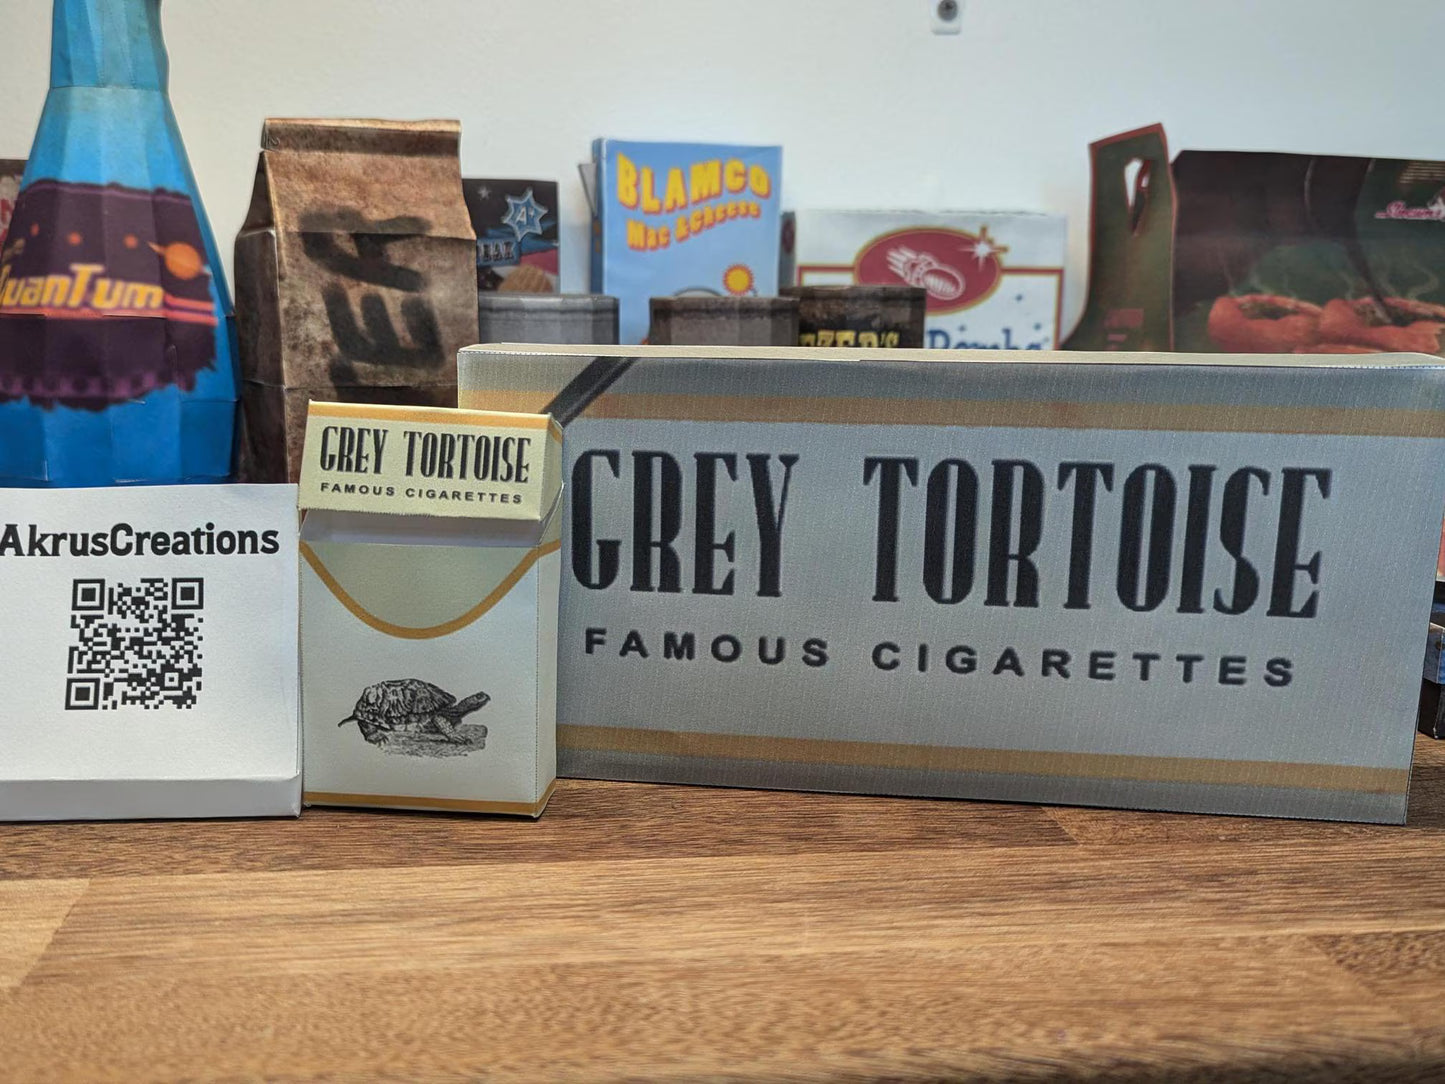 QuanTum
BLAMCO
Mac & Cheese
GREY TORTOISE
FAMOUS CIGARETTES
AkrusCreations
GREY TORTOISE
FAMOUS CIGARETTES